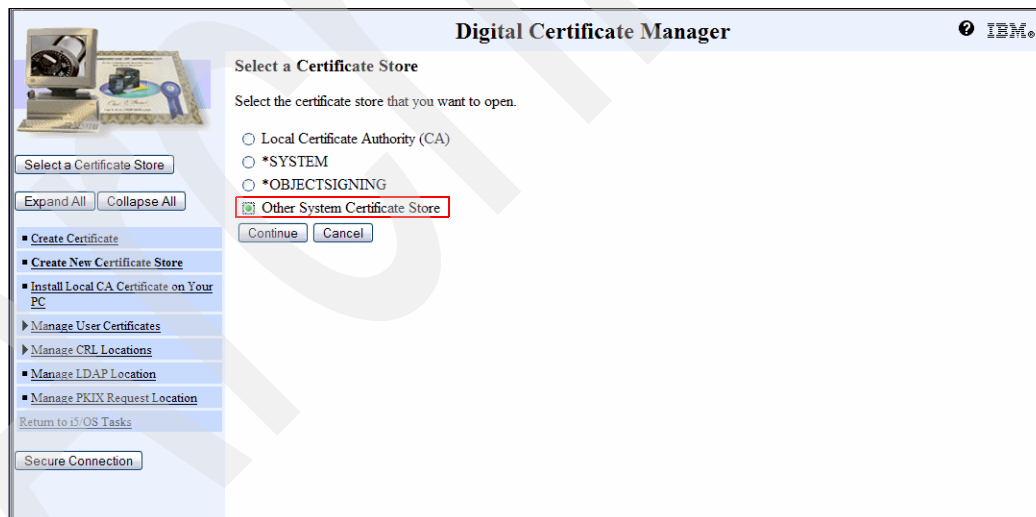 Digital Certificate Manager
IBM®
Select a Certificate Store
Select the certificate store that you want to open.
Local Certificate Authority (CA)
*SYSTEM
*OBJECTSIGNING
Other System Certificate Store
Continue Cancel
Select a Certificate Store
Expand All Collapse All
Create Certificate
Create New Certificate Store
Install Local CA Certificate on Your
PC
Manage User Certificates
Manage CRL Locations
Manage LDAP Location
Manage PKIX Request Location
Return to i5/OS Tasks
Secure Connection